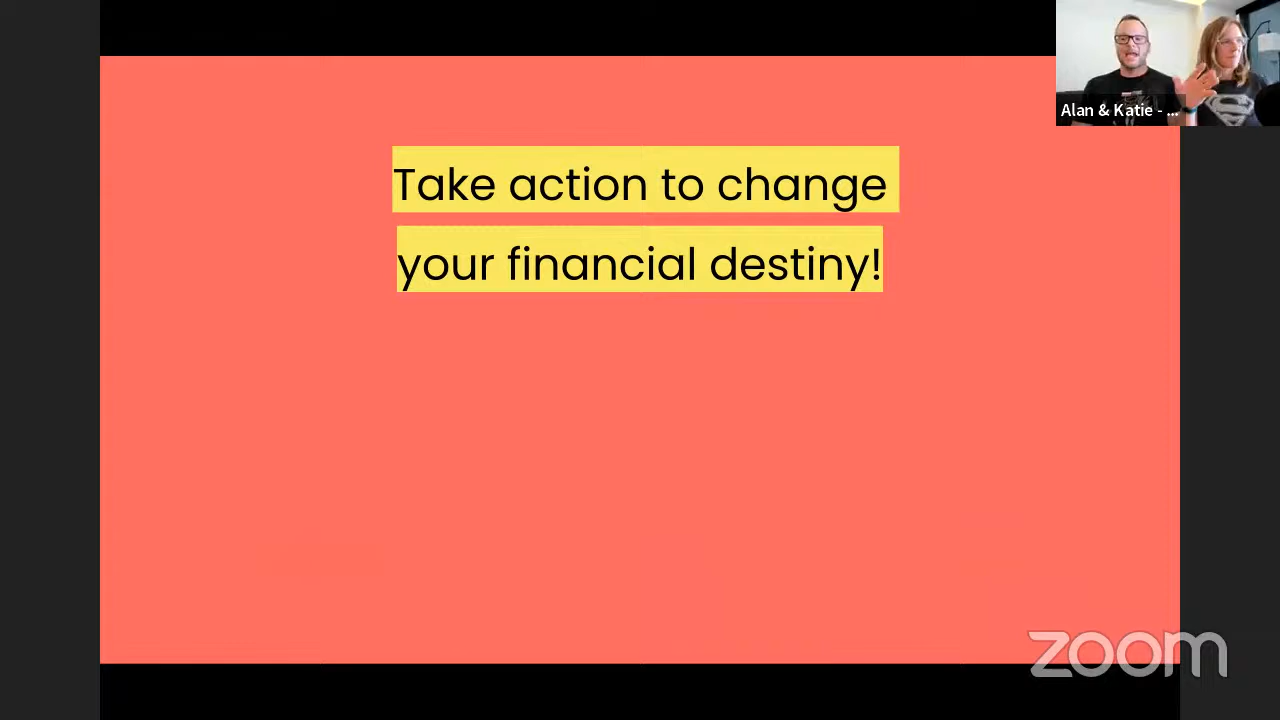 Alan & Katie - ...
Take action to change
your financial destiny!
zoom